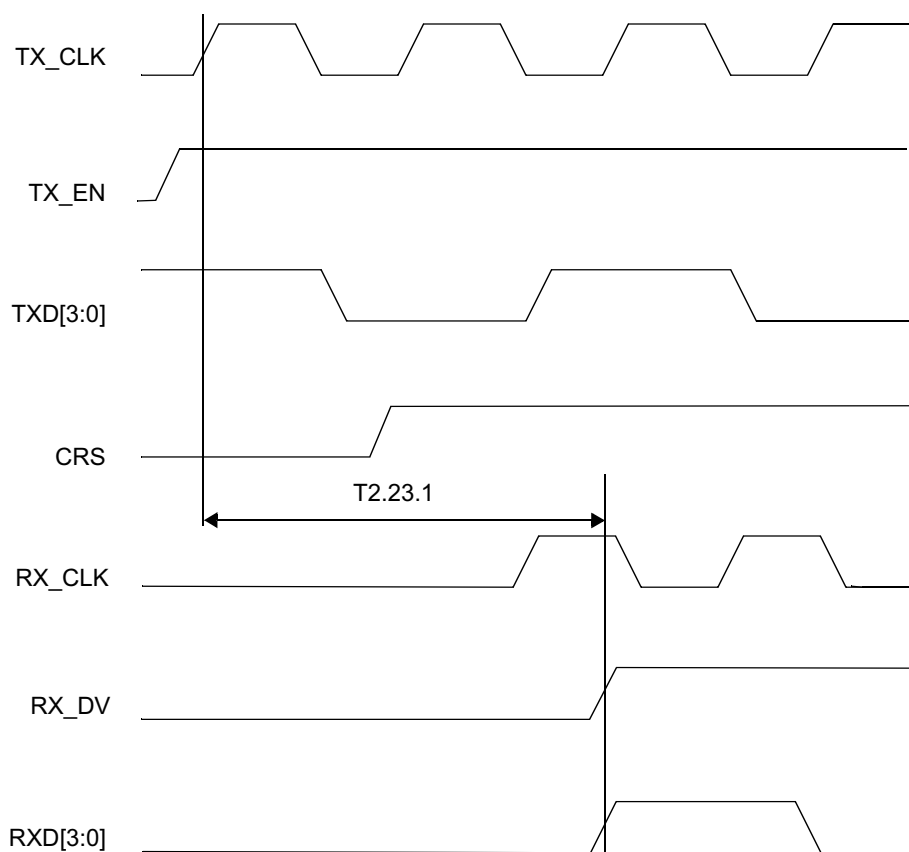 TX_CLK
TX_EN
TXD[3:0]
CRS
T2.23.1
RX_CLK
RX_DV
RXD[3:0]